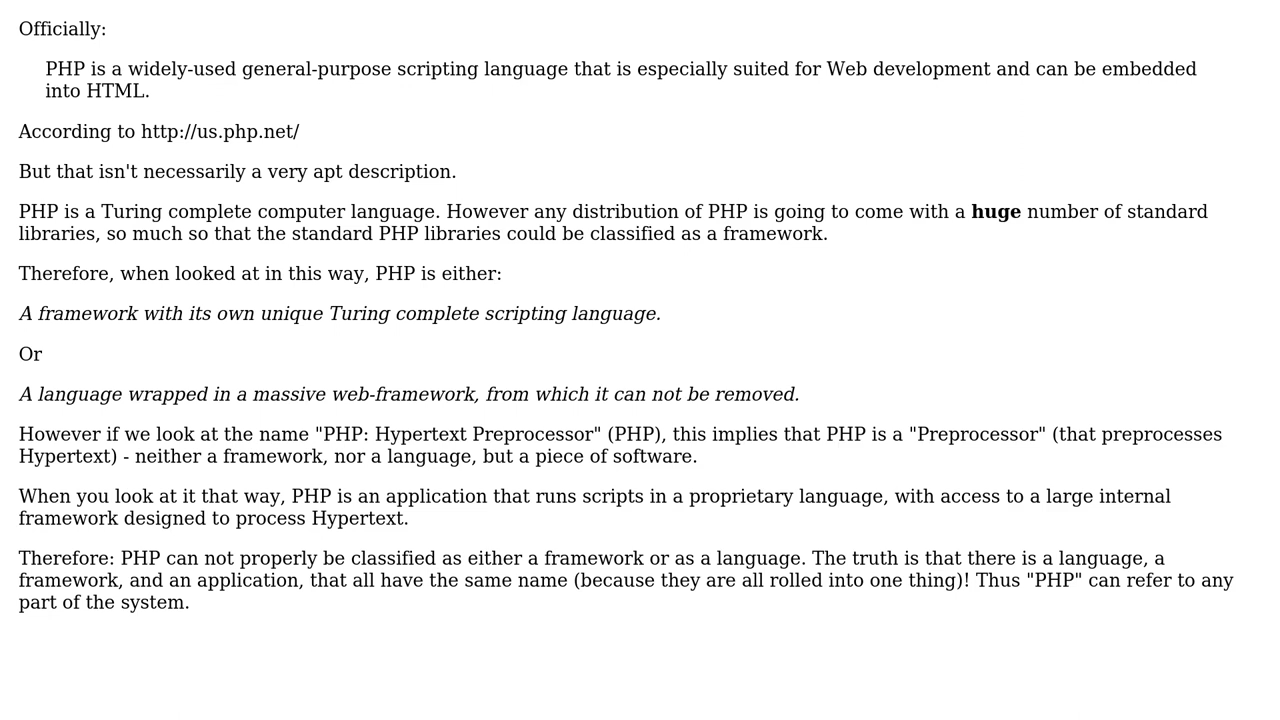 Officially:
PHP is a widely-used general-purpose scripting language that is especially suited for Web development and can be embedded
into HTML.
According to http://us.php.net/
But that isn't necessarily a very apt description.
PHP is a Turing complete computer language. However any distribution of PHP is going to come with a huge number of standard
libraries, so much so that the standard PHP libraries could be classified as a framework.
Therefore, when looked at in this way, PHP is either:
A framework with its own unique Turing complete scripting language.
Or
A language wrapped in a massive web-framework, from which it can not be removed.
However if we look at the name "PHP: Hypertext Preprocessor" (PHP), this implies that PHP is a "Preprocessor" (that preprocesses
Hypertext) - neither a framework, nor a language, but a piece of software.
When you look at it that way, PHP is an application that runs scripts in a proprietary language, with access to a large internal
framework designed to process Hypertext.
Therefore: PHP can not properly be classified as either a framework or as a language. The truth is that there is a language, a
framework, and an application, that all have the same name (because they are all rolled into one thing)! Thus "PHP" can refer to any
part of the system.